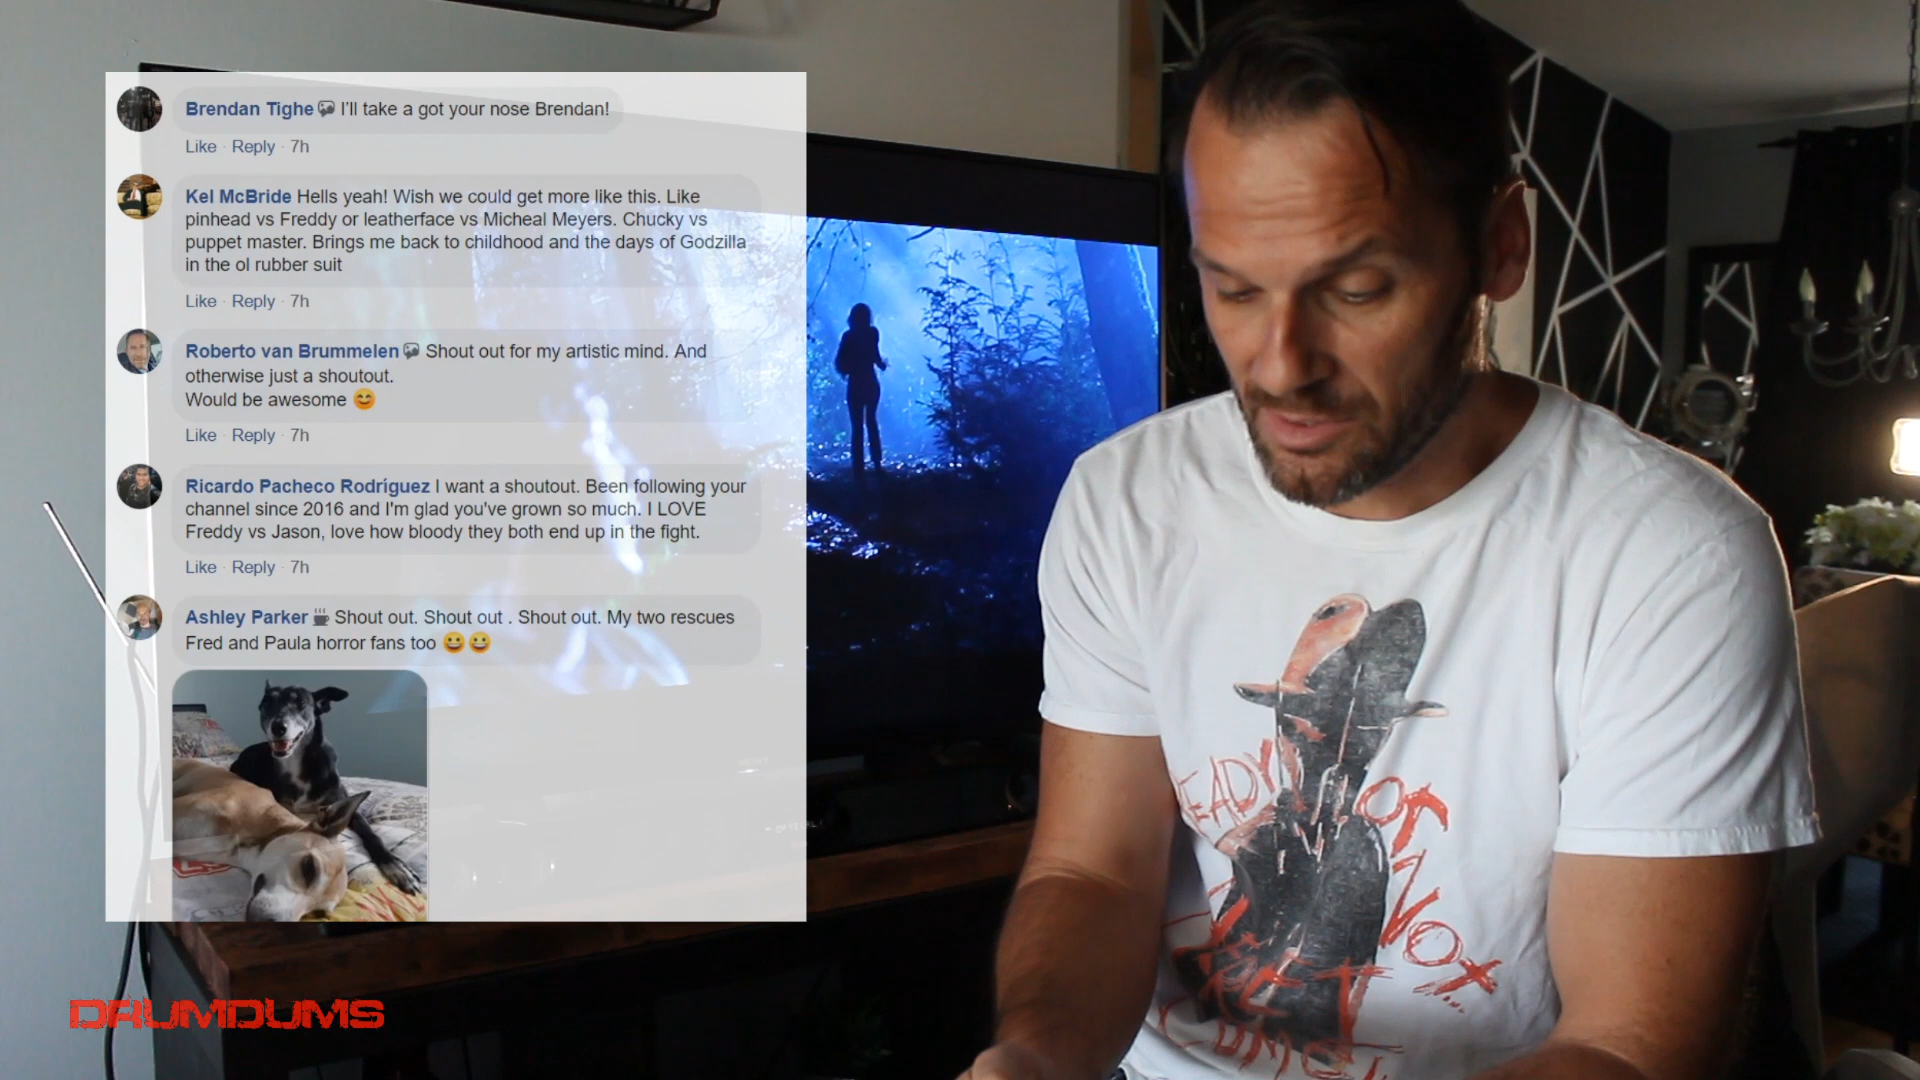 Brendan Tighe I'll take a got your nose Brendan!
Like · Reply · 7h
Kel McBride Hells yeah! Wish we could get more like this. Like
pinhead vs Freddy or leatherface vs Micheal Meyers. Chucky vs
puppet master. Brings me back to childhood and the days of Godzilla
in the ol rubber suit
Like · Reply · 7h
Roberto van Brummelen Shout out for my artistic mind. And
otherwise just a shoutout.
Would be awesome 😊
Like · Reply · 7h
Ricardo Pacheco Rodríguez I want a shoutout. Been following your
channel since 2016 and I'm glad you've grown so much. I LOVE
Freddy vs Jason, love how bloody they both end up in the fight.
Like · Reply · 7h
Ashley Parker Shout out. Shout out . Shout out. My two rescues
Fred and Paula horror fans too 😀😀
DRUMDUMS
READY or
Not